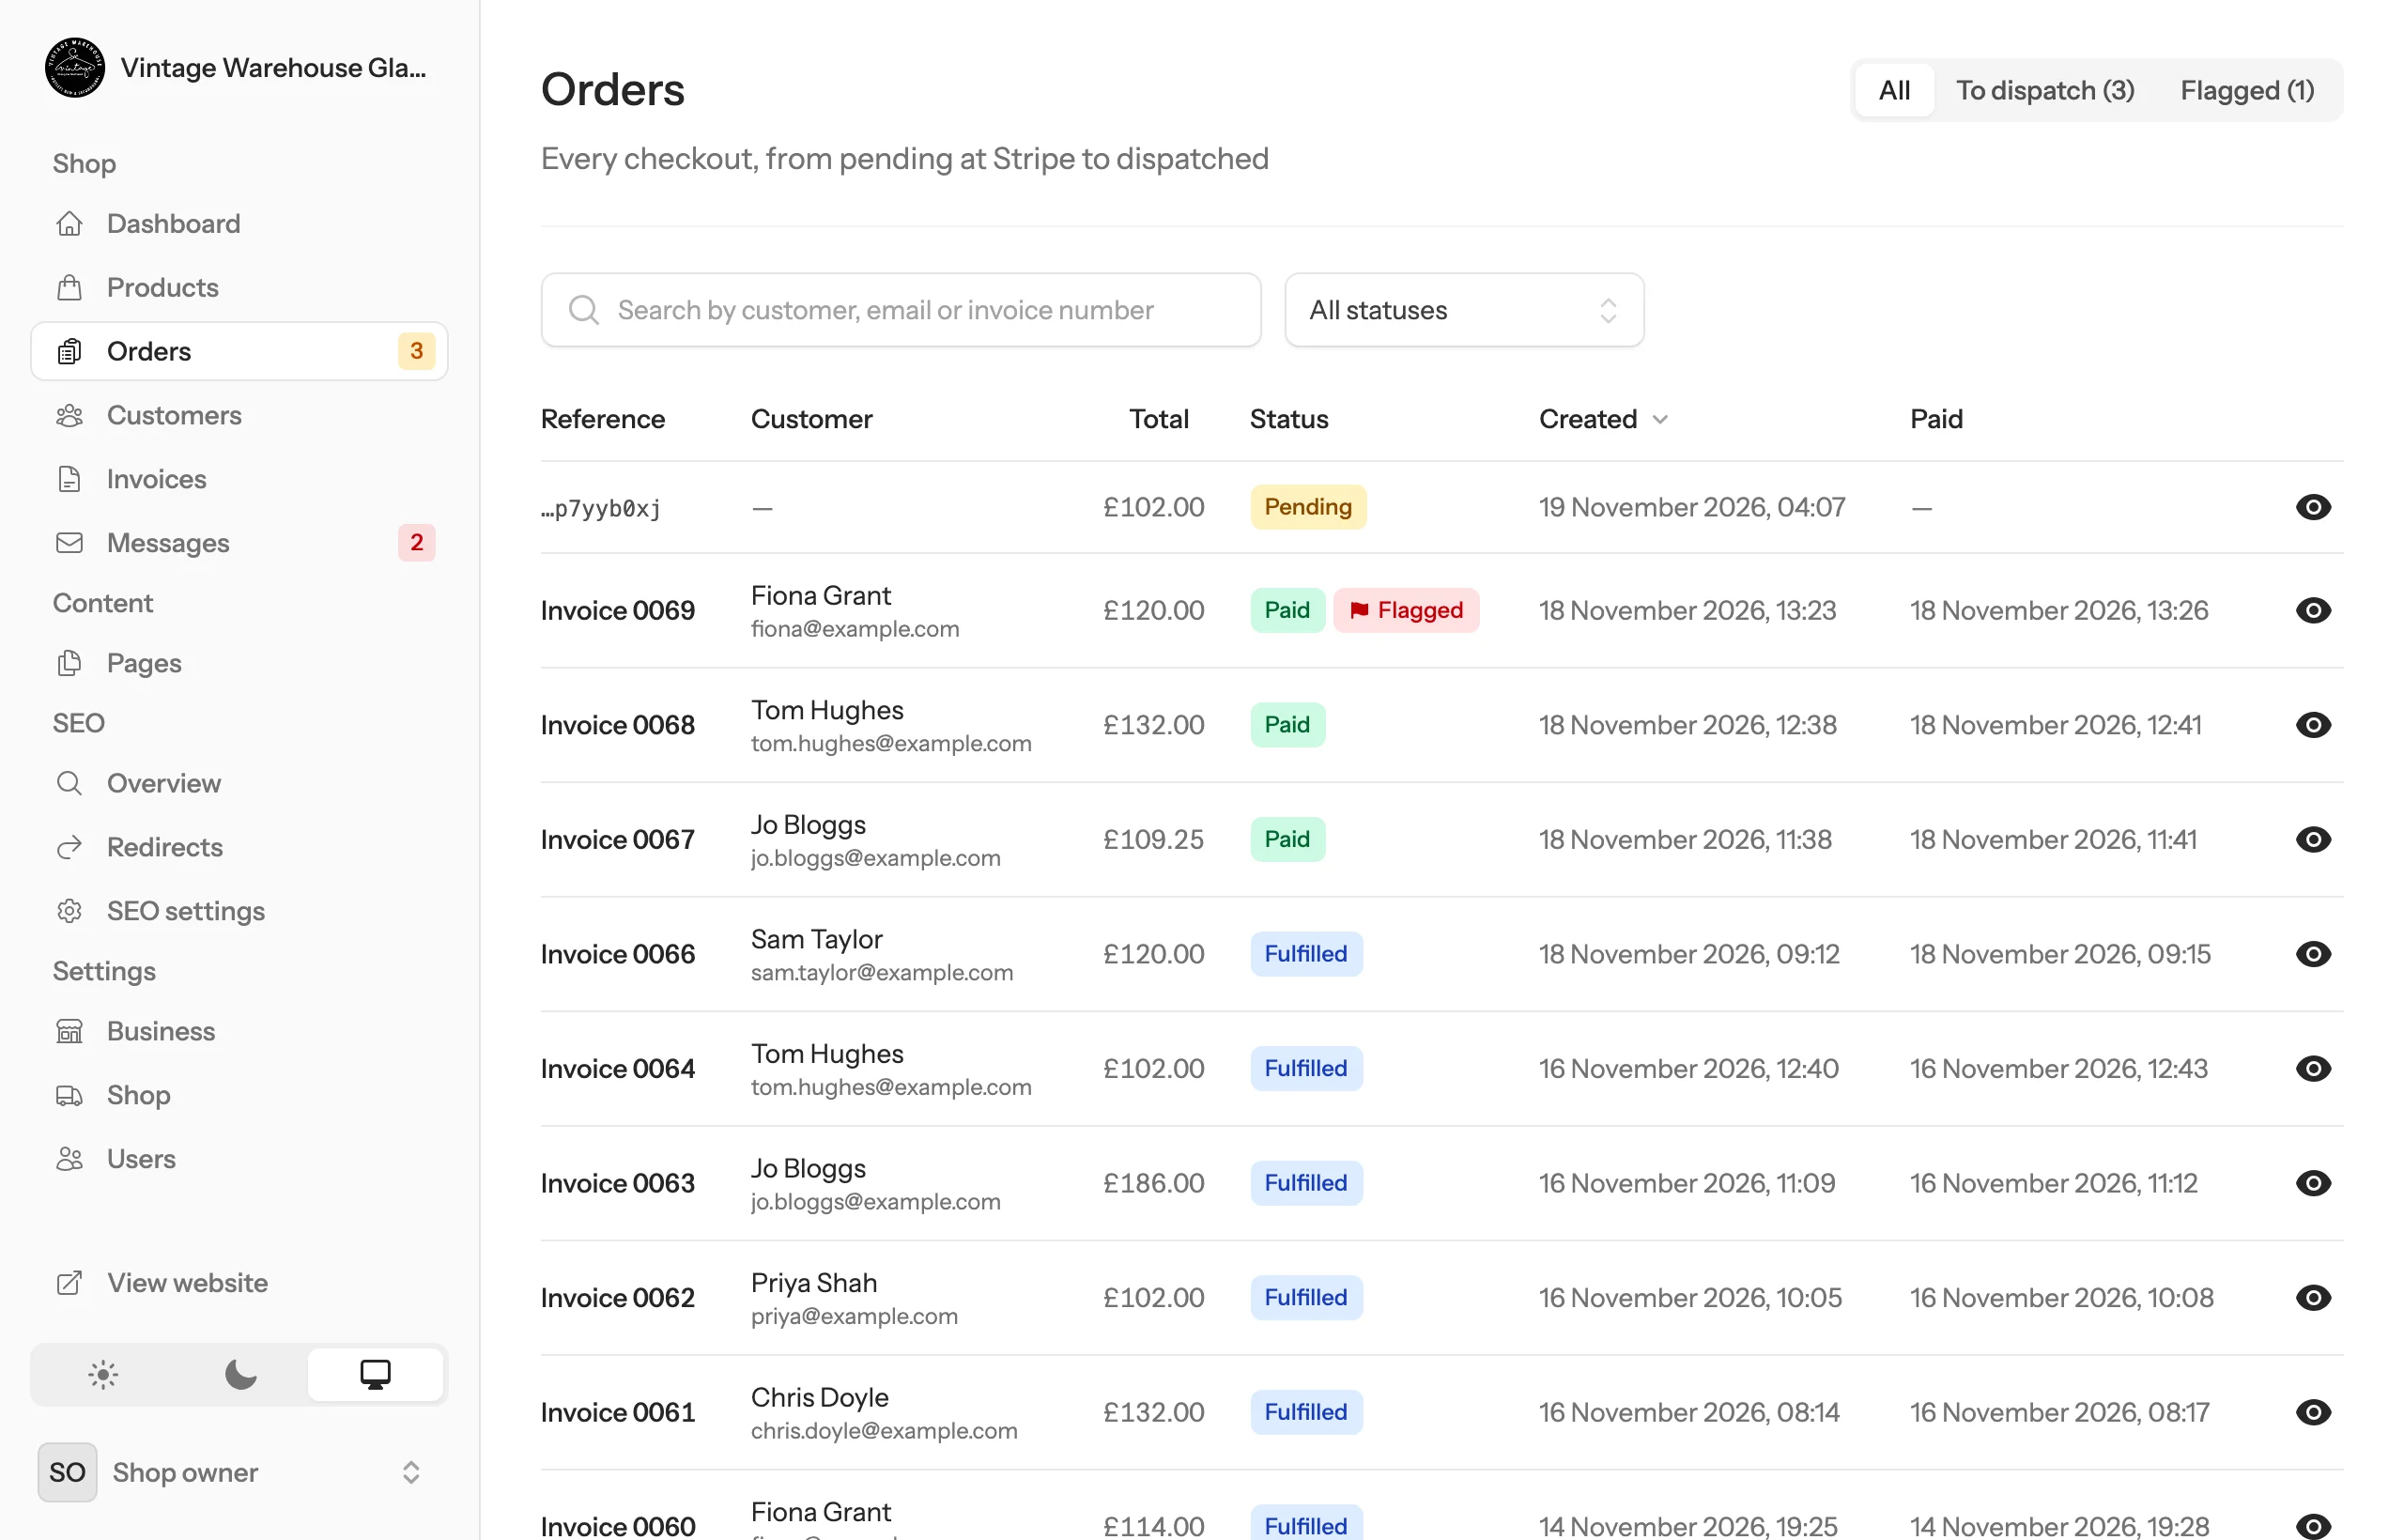 Vintage Warehouse Gla...
Shop
Dashboard
Products
Orders 3
Customers
Invoices
Messages 2
Content
Pages
SEO
Overview
Redirects
SEO settings
Settings
Business
Shop
Users
View website
SO Shop owner
Orders
Every checkout, from pending at Stripe to dispatched
All To dispatch (3) Flagged (1)
Search by customer, email or invoice number
All statuses
Reference Customer Total Status Created Paid
…p7yyb0xj — £102.00 Pending 19 November 2026, 04:07 —
Invoice 0069 Fiona Grant £120.00 Paid Flagged 18 November 2026, 13:23 18 November 2026, 13:26
fiona@example.com
Invoice 0068 Tom Hughes £132.00 Paid 18 November 2026, 12:38 18 November 2026, 12:41
tom.hughes@example.com
Invoice 0067 Jo Bloggs £109.25 Paid 18 November 2026, 11:38 18 November 2026, 11:41
jo.bloggs@example.com
Invoice 0066 Sam Taylor £120.00 Fulfilled 18 November 2026, 09:12 18 November 2026, 09:15
sam.taylor@example.com
Invoice 0064 Tom Hughes £102.00 Fulfilled 16 November 2026, 12:40 16 November 2026, 12:43
tom.hughes@example.com
Invoice 0063 Jo Bloggs £186.00 Fulfilled 16 November 2026, 11:09 16 November 2026, 11:12
jo.bloggs@example.com
Invoice 0062 Priya Shah £102.00 Fulfilled 16 November 2026, 10:05 16 November 2026, 10:08
priya@example.com
Invoice 0061 Chris Doyle £132.00 Fulfilled 16 November 2026, 08:14 16 November 2026, 08:17
chris.doyle@example.com
Invoice 0060 Fiona Grant £114.00 Fulfilled 14 November 2026, 19:25 14 November 2026, 19:28